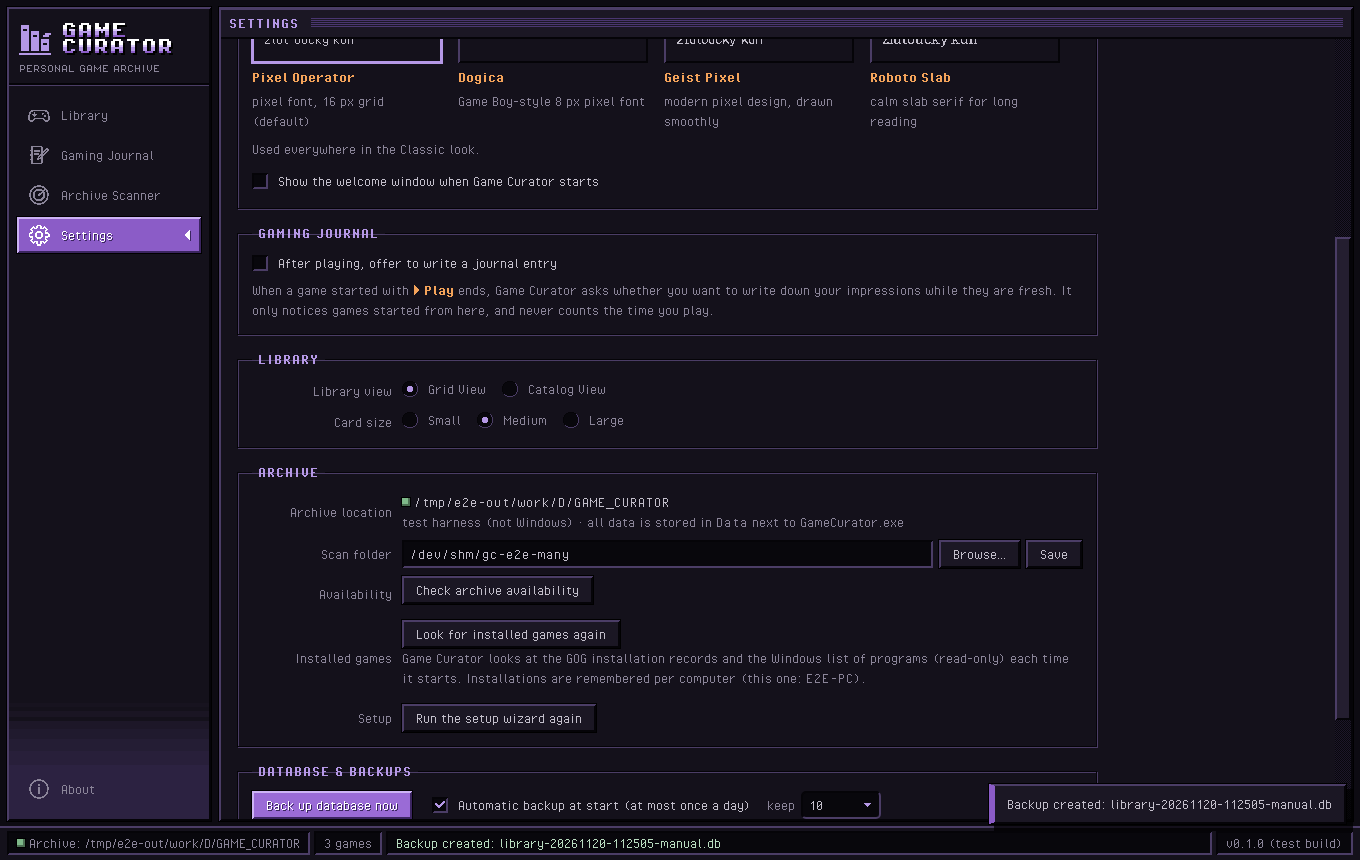 GAME
CURATOR
PERSONAL GAME ARCHIVE
Library
Gaming Journal
Archive Scanner
Settings
About
SETTINGS
Pixel Operator
pixel font, 16 px grid
(default)
Dogica
Game Boy-style 8 px pixel font
Geist Pixel
modern pixel design, drawn
smoothly
Roboto Slab
calm slab serif for long
reading
Used everywhere in the Classic look.
Show the welcome window when Game Curator starts
GAMING JOURNAL
After playing, offer to write a journal entry
When a game started with Play ends, Game Curator asks whether you want to write down your impressions while they are fresh. It
only notices games started from here, and never counts the time you play.
LIBRARY
Library view Grid View Catalog View
Card size Small Medium Large
ARCHIVE
Archive location /tmp/e2e-out/work/D/GAME_CURATOR
test harness (not Windows) · all data is stored in Data next to GameCurator.exe
Scan folder /dev/shm/gc-e2e-many Browse... Save
Availability Check archive availability
Look for installed games again
Installed games Game Curator looks at the GOG installation records and the Windows list of programs (read-only) each time
it starts. Installations are remembered per computer (this one: E2E-PC).
Setup Run the setup wizard again
DATABASE & BACKUPS
Back up database now Automatic backup at start (at most once a day) keep 10
Backup created: library-20261120-112505-manual.db
Archive: /tmp/e2e-out/work/D/GAME_CURATOR 3 games Backup created: library-20261120-112505-manual.db v0.1.0 (test build)